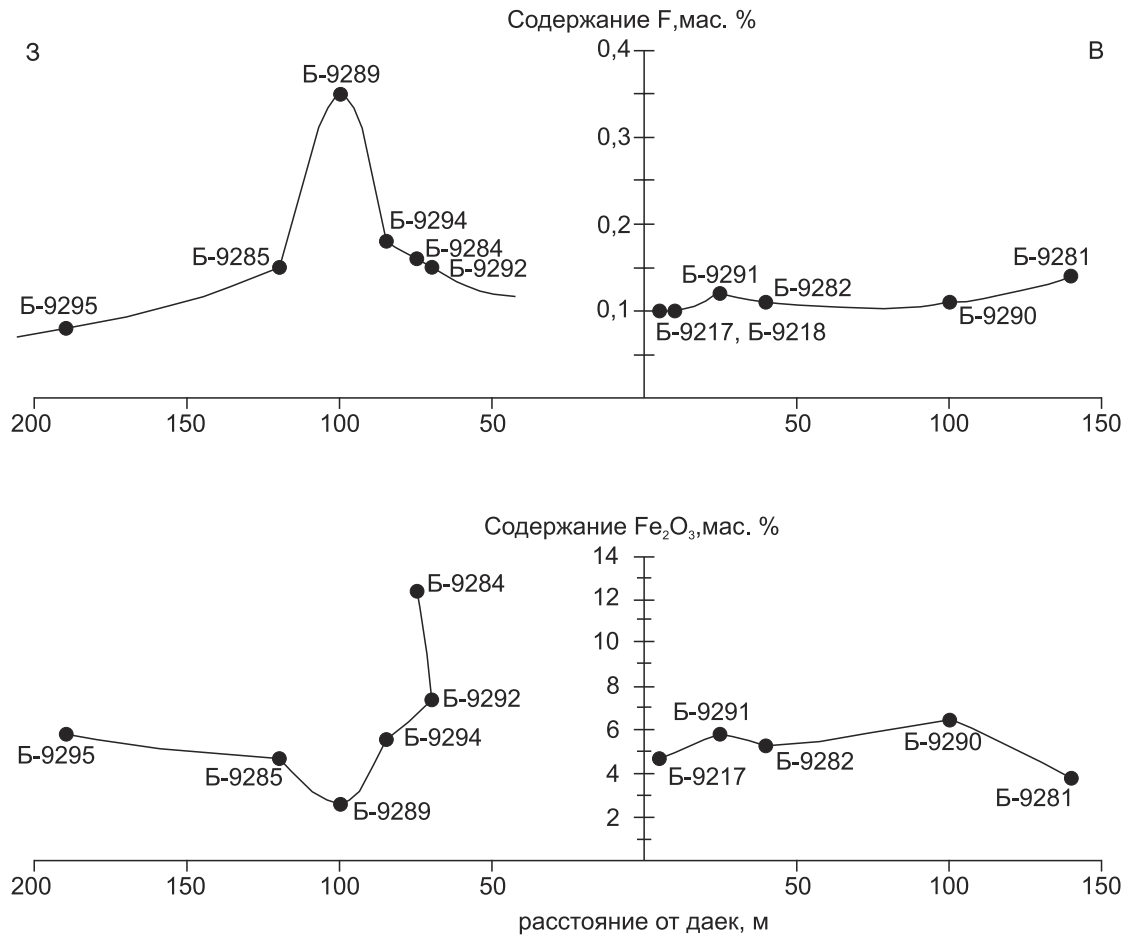 Содержание F,мас. %
З
В
0,4
0,3
0,2
0,1
Б-9289
Б-9294
Б-9284
Б-9285
Б-9292
Б-9295
Б-9281
Б-9291
Б-9282
Б-9217, Б-9218
Б-9290
200
150
100
50
50
100
150
Содержание Fe₂O₃,мас. %
14
12
10
8
6
4
2
Б-9284
Б-9292
Б-9294
Б-9295
Б-9285
Б-9289
Б-9291
Б-9290
Б-9282
Б-9217
Б-9281
200
150
100
50
50
100
150
расстояние от даек, м